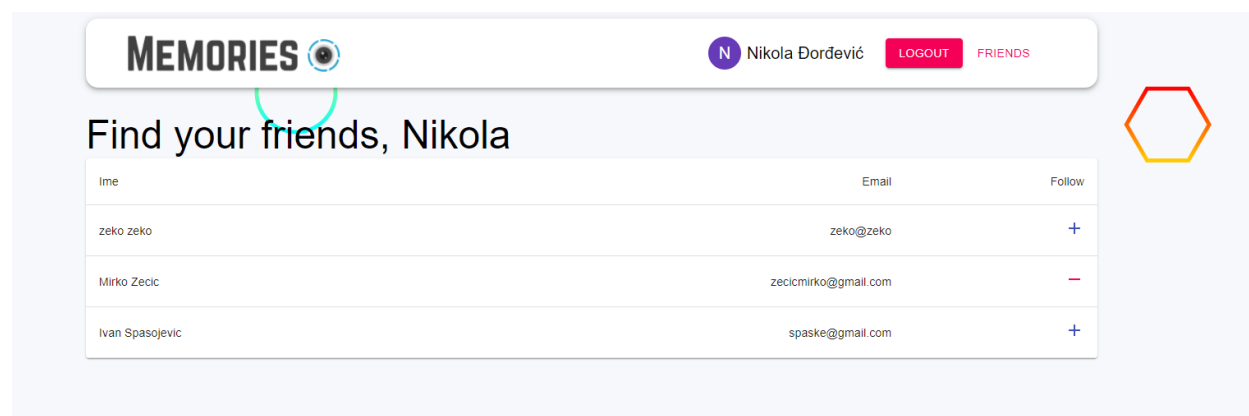 MEMORIES
N Nikola Đorđević LOGOUT FRIENDS
Find your friends, Nikola
Ime Email Follow
zeko zeko zeko@zeko +
Mirko Zecic zecicmirko@gmail.com −
Ivan Spasojevic spaske@gmail.com +